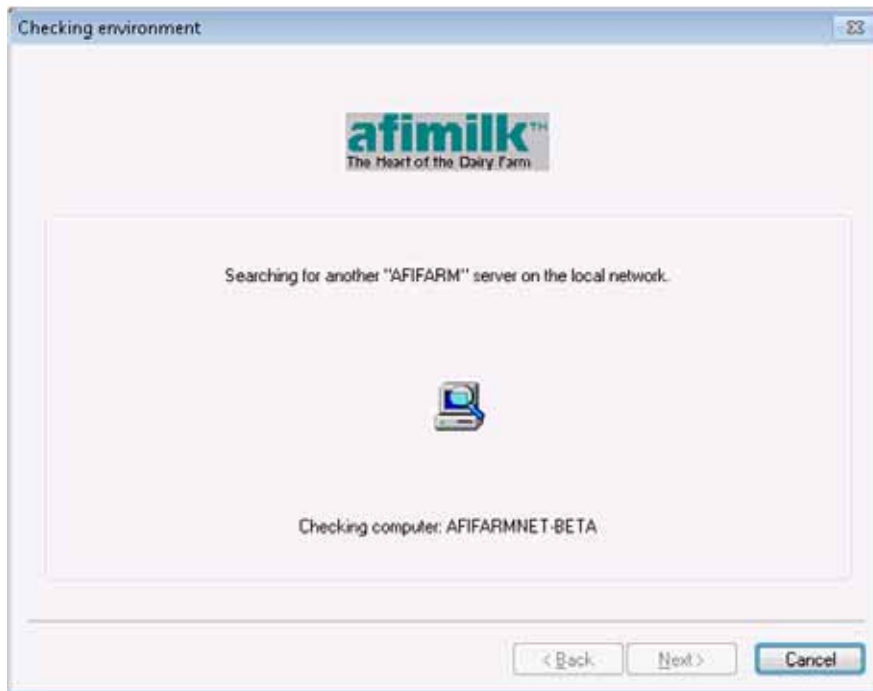 Checking environment
afimilk™
The Heart of the Dairy Farm
Searching for another "AFIFARM" server on the local network.
Checking computer: AFIFARMNET-BETA
< Back Next > Cancel